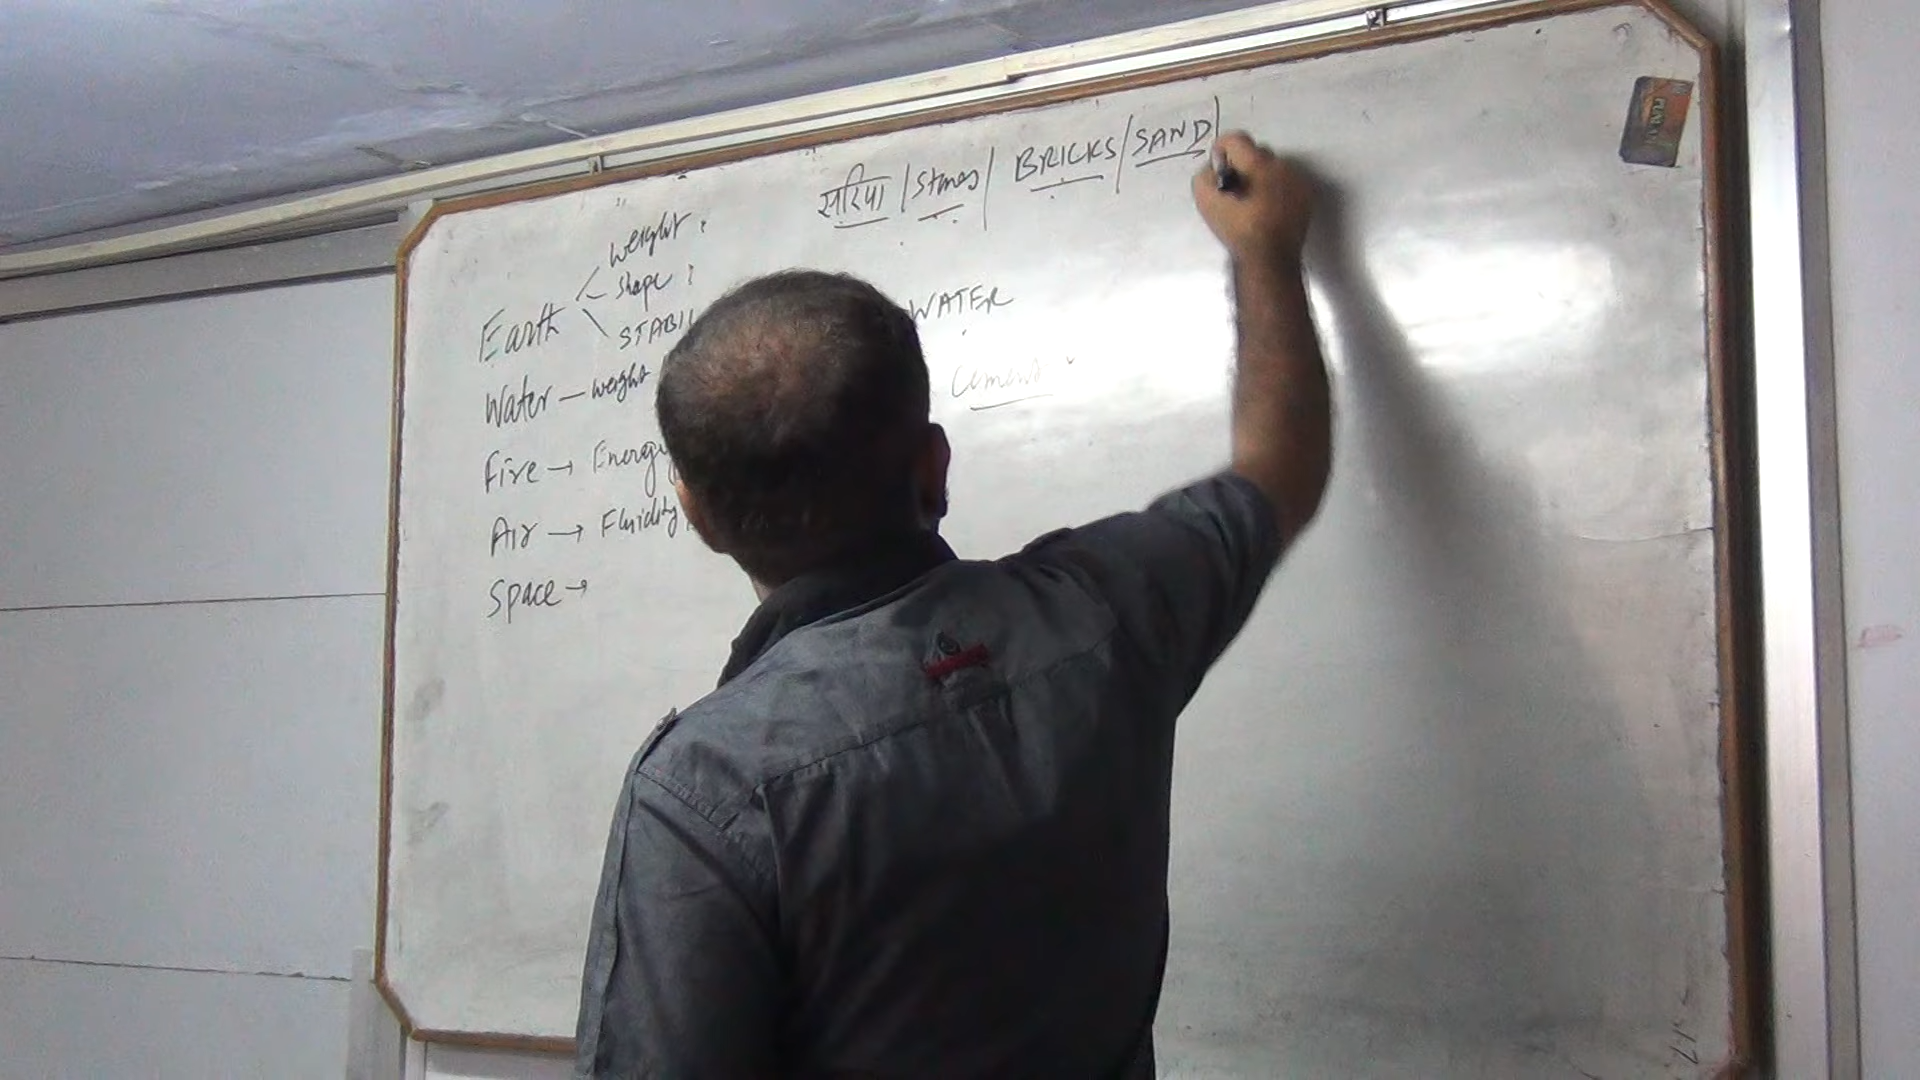 सरिया / Stones / BRICKS / SAND /
weight :
Earth - shape :
STABIL
WATER
Water - weight
Cement
Fire → Energy
Air → Fluidity
Space →